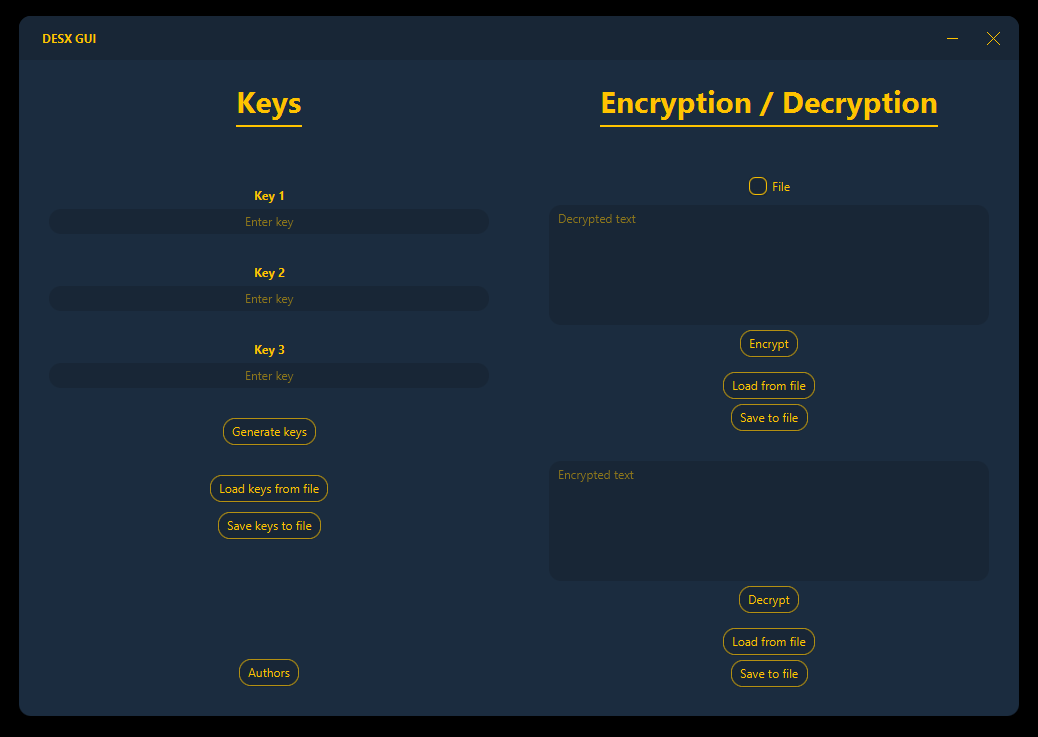 DESX GUI
Keys
Key 1
Enter key
Key 2
Enter key
Key 3
Enter key
Generate keys
Load keys from file
Save keys to file
Authors
Encryption / Decryption
File
Decrypted text
Encrypt
Load from file
Save to file
Encrypted text
Decrypt
Load from file
Save to file